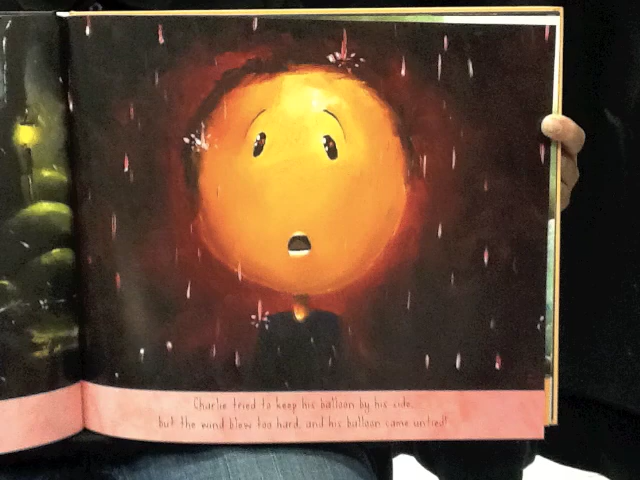 Charlie tried to keep his balloon by his side...
but the wind blew too hard, and his balloon came untied!